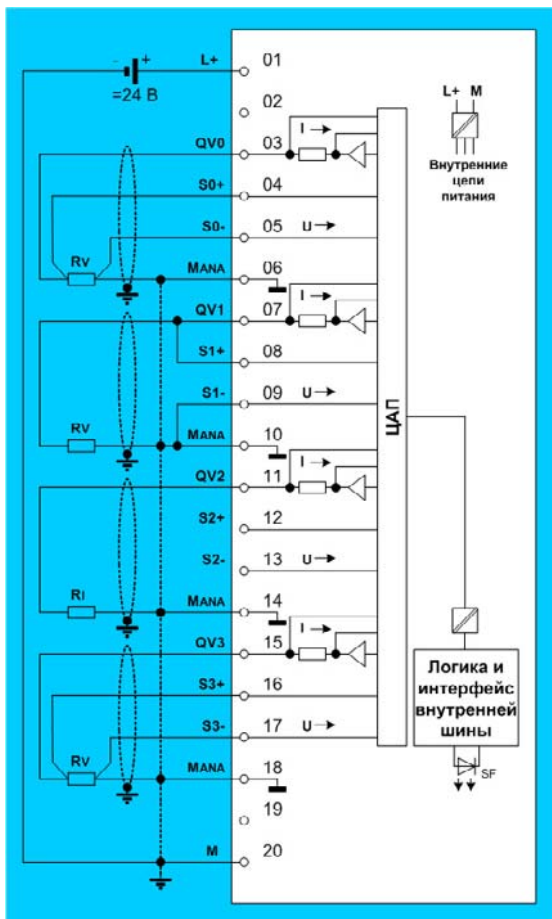 - +
L+
01
=24 В
02
L+ M
Внутренние
цепи
питания
I
QV0
03
S0+
04
S0-
05
U
RV
MANA
06
I
QV1
07
S1+
08
S1-
09
U
ЦАП
RV
MANA
10
I
QV2
11
S2+
12
S2-
13
U
RI
MANA
14
I
QV3
15
Логика и
интерфейс
внутренней
шины
S3+
16
S3-
17
U
SF
RV
MANA
18
19
M
20